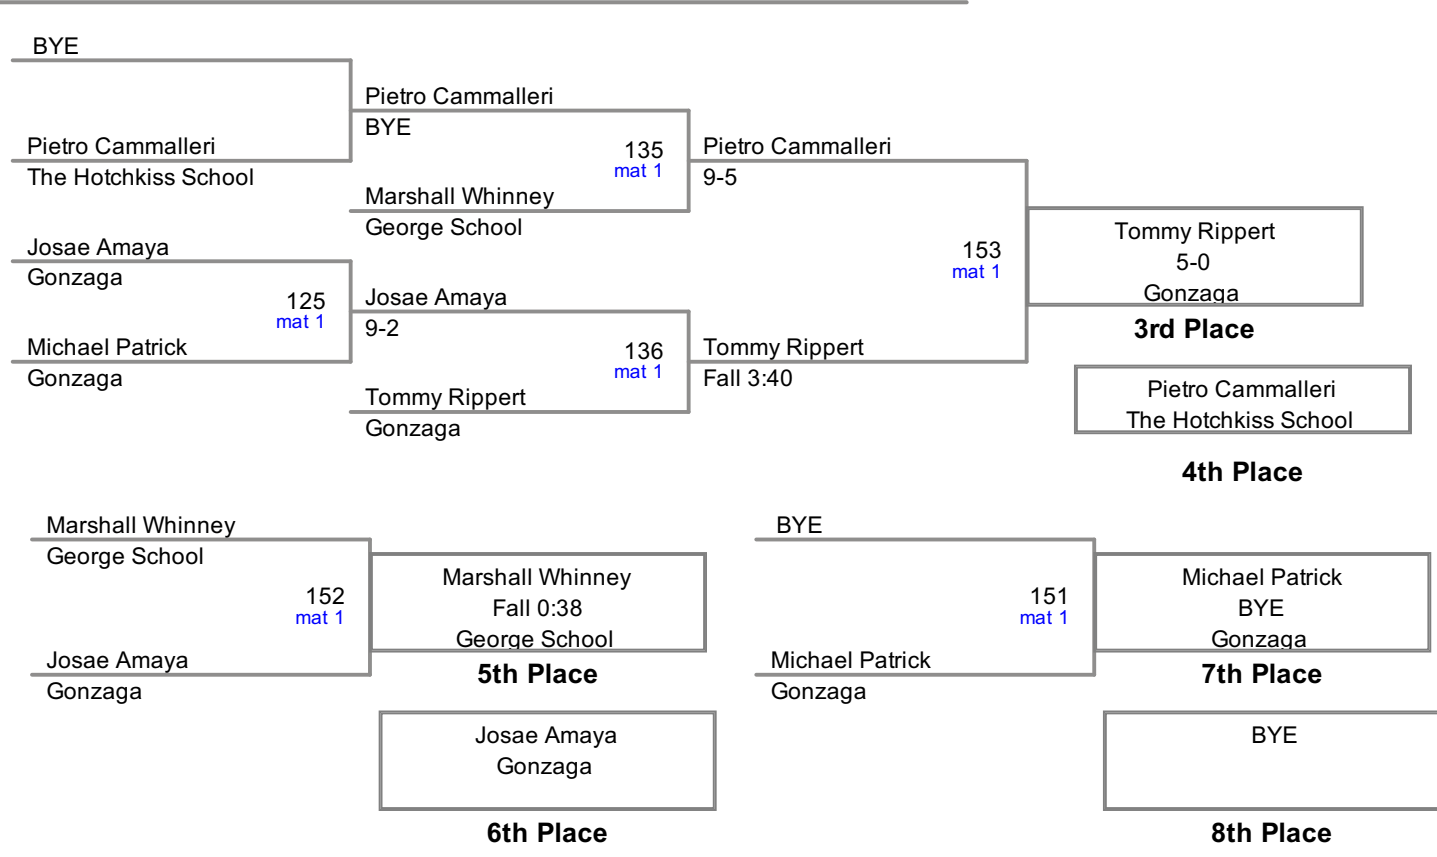 BYE
Pietro Cammalleri
BYE
Pietro Cammalleri
The Hotchkiss School
135
mat 1
Pietro Cammalleri
9-5
Marshall Whinney
George School
Josae Amaya
Gonzaga
125
mat 1
Michael Patrick
Gonzaga
Josae Amaya
9-2
136
mat 1
Tommy Rippert
Gonzaga
Tommy Rippert
Fall 3:40
153
mat 1
Tommy Rippert
5-0
Gonzaga
3rd Place
Pietro Cammalleri
The Hotchkiss School
4th Place
Marshall Whinney
George School
152
mat 1
Josae Amaya
Gonzaga
Marshall Whinney
Fall 0:38
George School
5th Place
Josae Amaya
Gonzaga
6th Place
BYE
151
mat 1
Michael Patrick
Gonzaga
Michael Patrick
BYE
Gonzaga
7th Place
BYE
8th Place